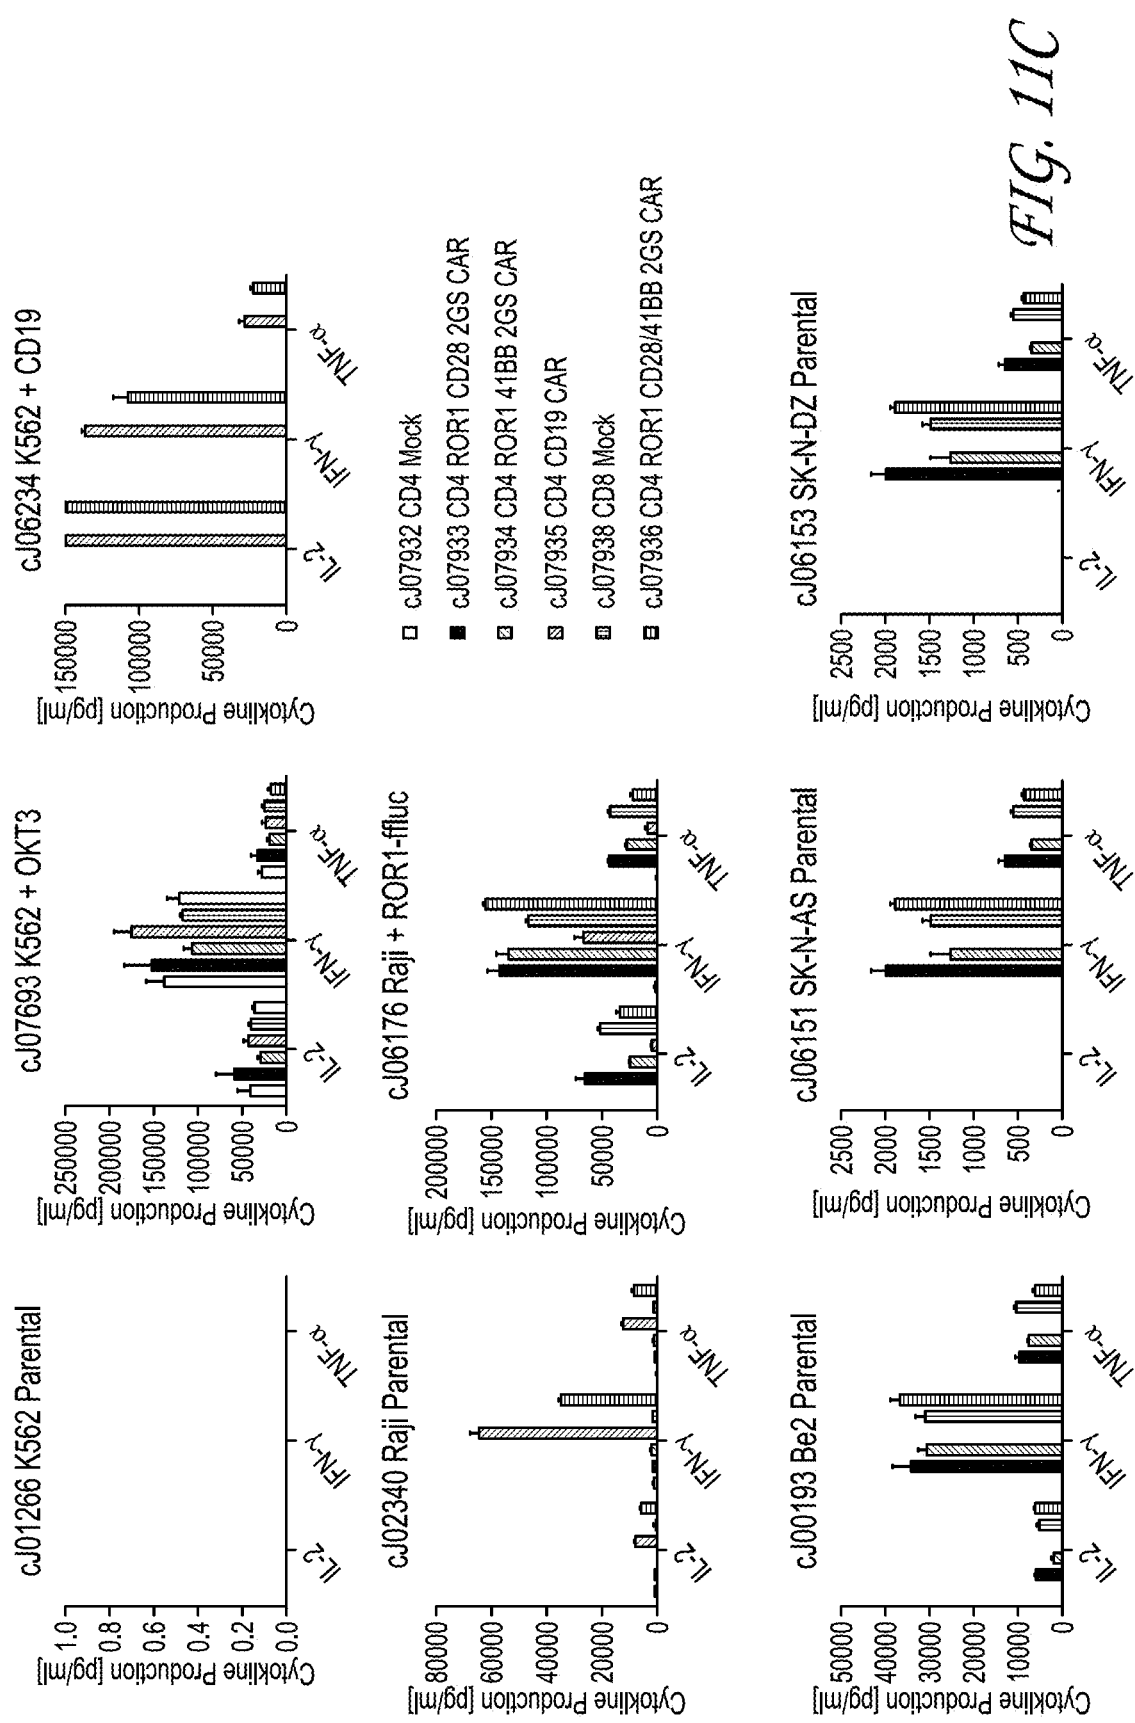 cJ01266 K562 Parental
Cytokline Production [pg/ml]
1.0
0.8
0.6
0.4
0.2
0.0
IL-2
IFN-γ
TNF-α
cJ07693 K562 + OKT3
Cytokline Production [pg/ml]
250000
200000
150000
100000
50000
0
IL-2
IFN-γ
TNF-α
cJ06234 K562 + CD19
Cytokline Production [pg/ml]
150000
100000
50000
0
IL-2
IFN-γ
TNF-α
cJ02340 Raji Parental
Cytokline Production [pg/ml]
80000
60000
40000
20000
0
IL-2
IFN-γ
TNF-α
cJ06176 Raji + ROR1-ffluc
Cytokline Production [pg/ml]
200000
150000
100000
50000
0
IL-2
IFN-γ
TNF-α
cJ07932 CD4 Mock
cJ07933 CD4 ROR1 CD28 2GS CAR
cJ07934 CD4 ROR1 41BB 2GS CAR
cJ07935 CD4 CD19 CAR
cJ07938 CD8 Mock
cJ07936 CD4 ROR1 CD28/41BB 2GS CAR
cJ00193 Be2 Parental
Cytokline Production [pg/ml]
50000
40000
30000
20000
10000
0
IL-2
IFN-γ
TNF-α
cJ06151 SK-N-AS Parental
Cytokline Production [pg/ml]
2500
2000
1500
1000
500
0
IL-2
IFN-γ
TNF-α
cJ06153 SK-N-DZ Parental
Cytokline Production [pg/ml]
2500
2000
1500
1000
500
0
IL-2
IFN-γ
TNF-α
FIG. 11C